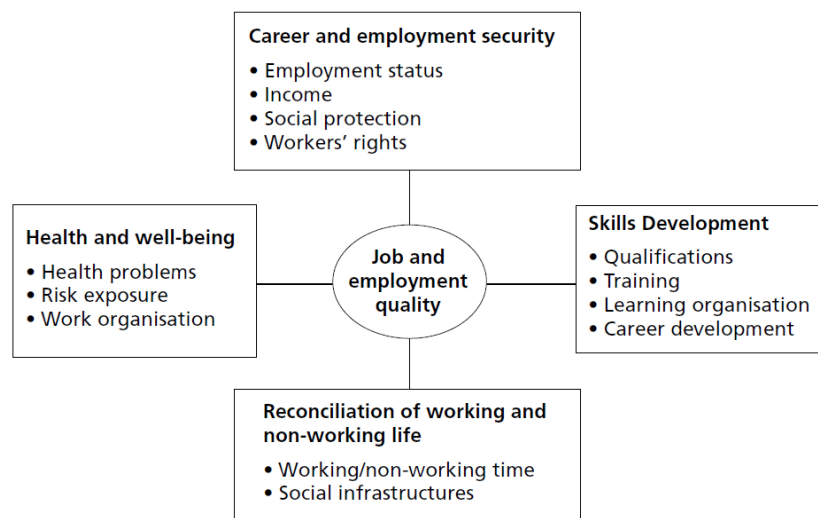 Career and employment security
• Employment status
• Income
• Social protection
• Workers’ rights
Health and well-being
• Health problems
• Risk exposure
• Work organisation
Job and
employment
quality
Skills Development
• Qualifications
• Training
• Learning organisation
• Career development
Reconciliation of working and
non-working life
• Working/non-working time
• Social infrastructures